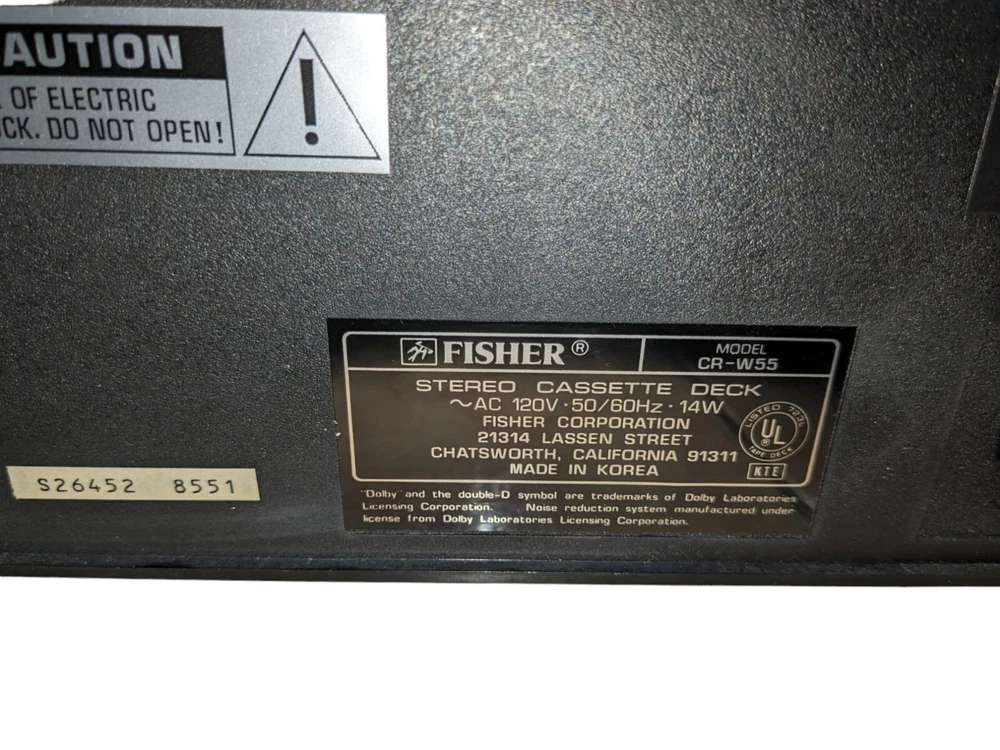 AUTION
OF ELECTRIC
CK. DO NOT OPEN!
!
FISHER®
MODEL
CR-W55
STEREO CASSETTE DECK
~AC 120V·50/60Hz·14W
FISHER CORPORATION
21314 LASSEN STREET
CHATSWORTH, CALIFORNIA 91311
MADE IN KOREA
LISTED 723L
UL®
TAPE DECK
KTE
"Dolby" and the double-D symbol are trademarks of Dolby Laboratories
Licensing Corporation. Noise reduction system manufactured under
license from Dolby Laboratories Licensing Corporation.
S26452 8551